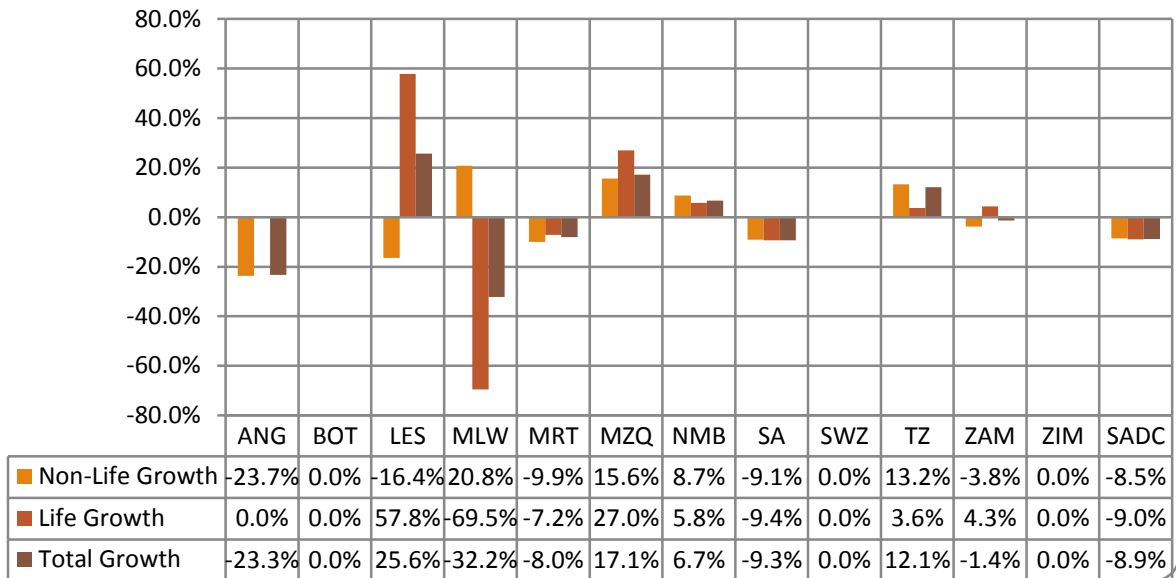 80.0%
60.0%
40.0%
20.0%
0.0%
-20.0%
-40.0%
-60.0%
-80.0%
ANG BOT LES MLW MRT MZQ NMB SA SWZ TZ ZAM ZIM SADC
Non-Life Growth -23.7% 0.0% -16.4% 20.8% -9.9% 15.6% 8.7% -9.1% 0.0% 13.2% -3.8% 0.0% -8.5%
Life Growth 0.0% 0.0% 57.8% -69.5% -7.2% 27.0% 5.8% -9.4% 0.0% 3.6% 4.3% 0.0% -9.0%
Total Growth -23.3% 0.0% 25.6% -32.2% -8.0% 17.1% 6.7% -9.3% 0.0% 12.1% -1.4% 0.0% -8.9%